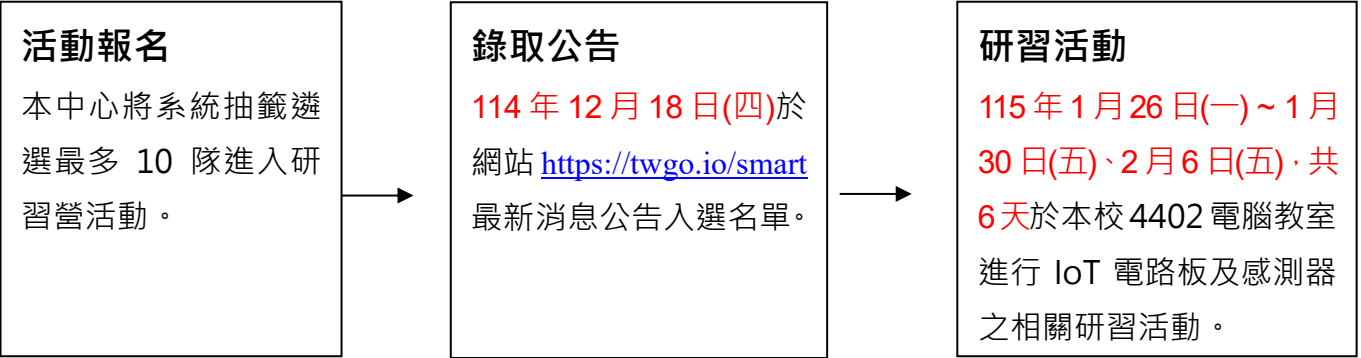 活動報名
本中心將系統抽籤遴
選最多 10 隊進入研
習營活動。
錄取公告
114 年 12 月 18 日(四)於
網站 https://twgo.io/smart
最新消息公告入選名單。
研習活動
115 年 1 月 26 日(一) ~ 1 月
30 日(五)、2 月 6 日(五)，共
6 天於本校 4402 電腦教室
進行 IoT 電路板及感測器
之相關研習活動。